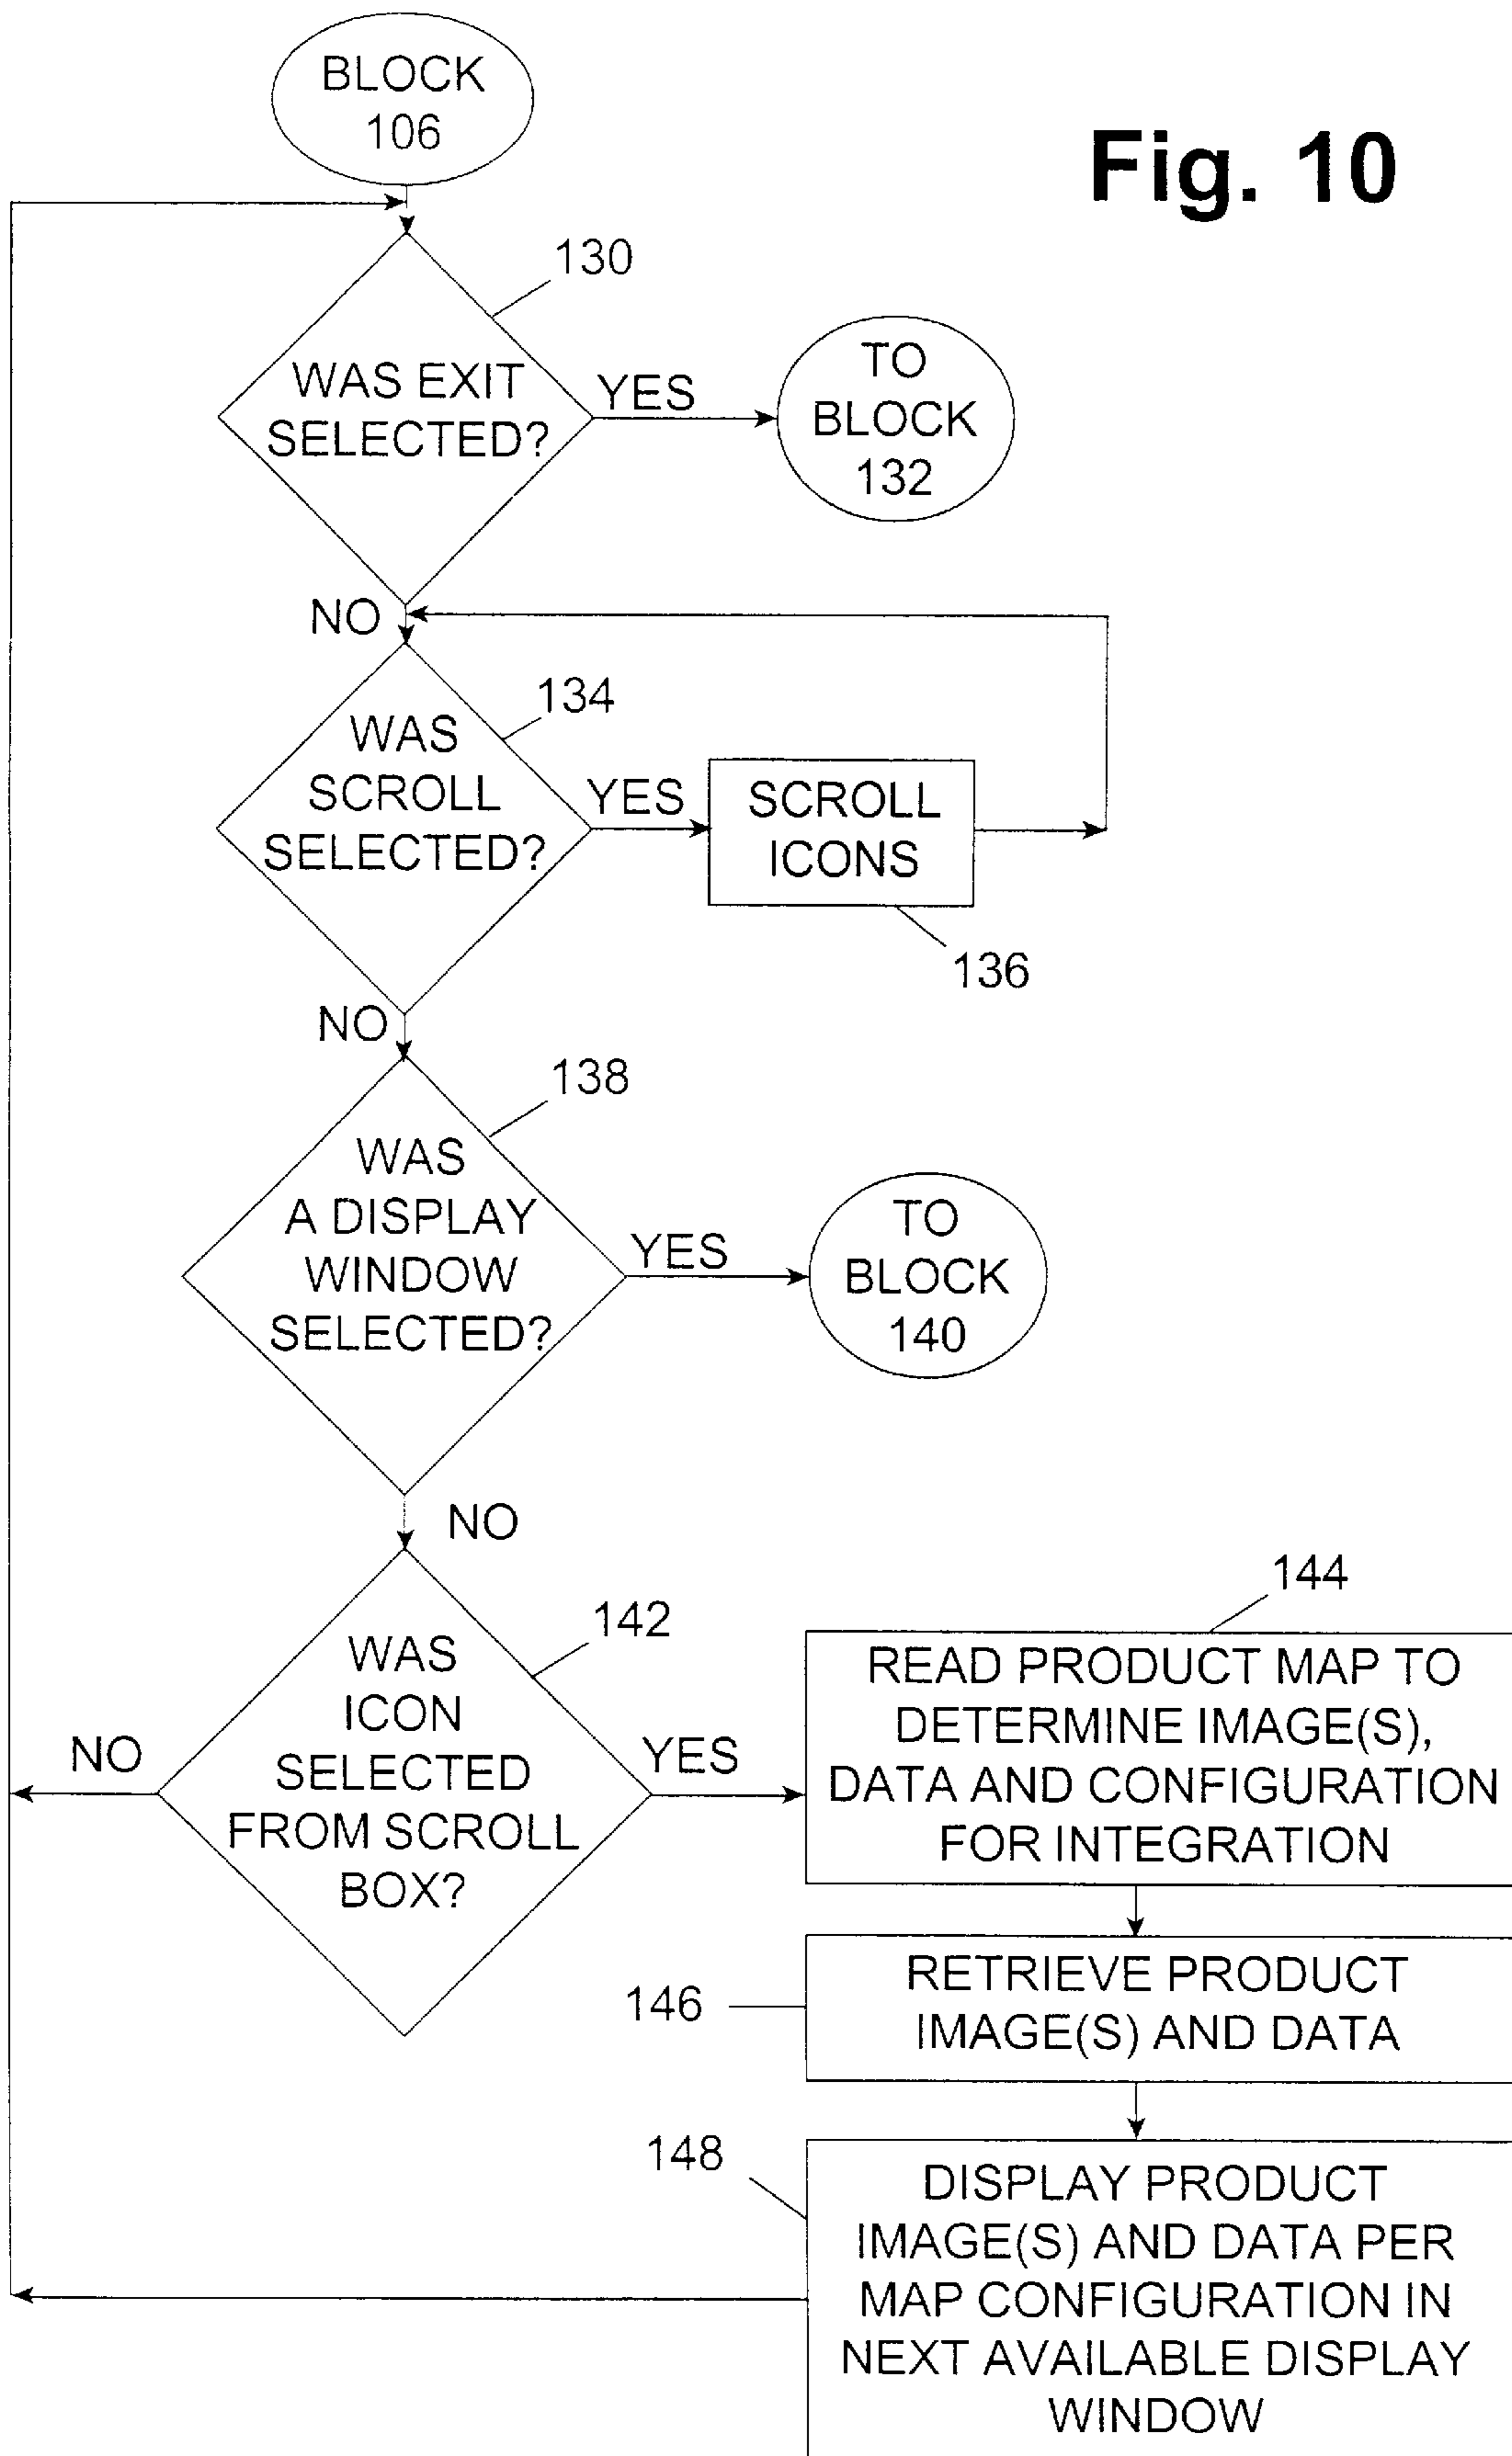 BLOCK
106
Fig. 10
130
WAS EXIT
SELECTED?
YES
TO
BLOCK
132
NO
134
WAS
SCROLL
SELECTED?
YES
SCROLL
ICONS
136
NO
138
WAS
A DISPLAY
WINDOW
SELECTED?
YES
TO
BLOCK
140
NO
142
WAS
ICON
SELECTED
FROM SCROLL
BOX?
NO
YES
144
READ PRODUCT MAP TO
DETERMINE IMAGE(S),
DATA AND CONFIGURATION
FOR INTEGRATION
146
RETRIEVE PRODUCT
IMAGE(S) AND DATA
148
DISPLAY PRODUCT
IMAGE(S) AND DATA PER
MAP CONFIGURATION IN
NEXT AVAILABLE DISPLAY
WINDOW